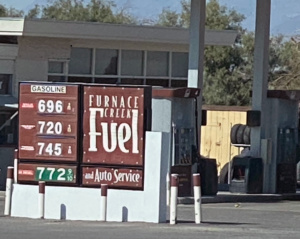 GASOLINE
696
720
745
772
FURNACE
CREEK
Fuel
and AUTO SERVICE